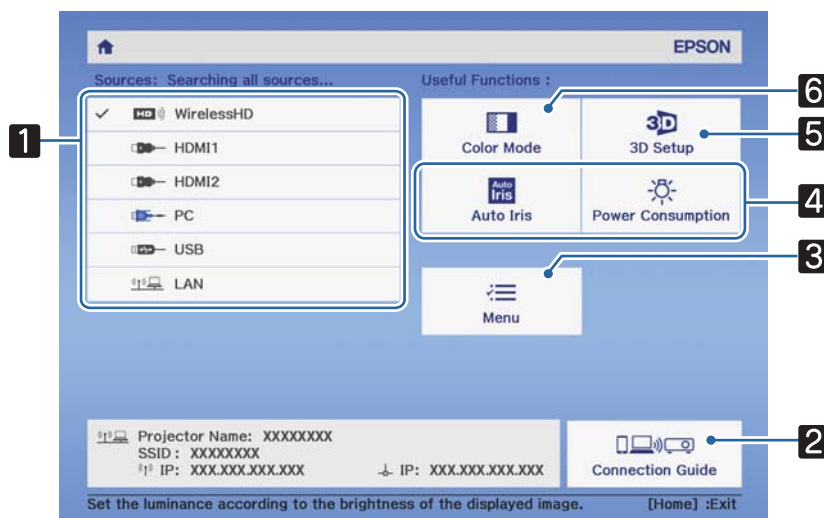 EPSON
Sources: Searching all sources...
Useful Functions :
1
WirelessHD
HDMI1
HDMI2
PC
USB
LAN
6
Color Mode
5
3D
3D Setup
4
Auto
Iris
Auto Iris
Power Consumption
3
Menu
Projector Name: XXXXXXXX
SSID : XXXXXXXX
IP: XXX.XXX.XXX.XXX
IP: XXX.XXX.XXX.XXX
2
Connection Guide
Set the luminance according to the brightness of the displayed image.
[Home] :Exit